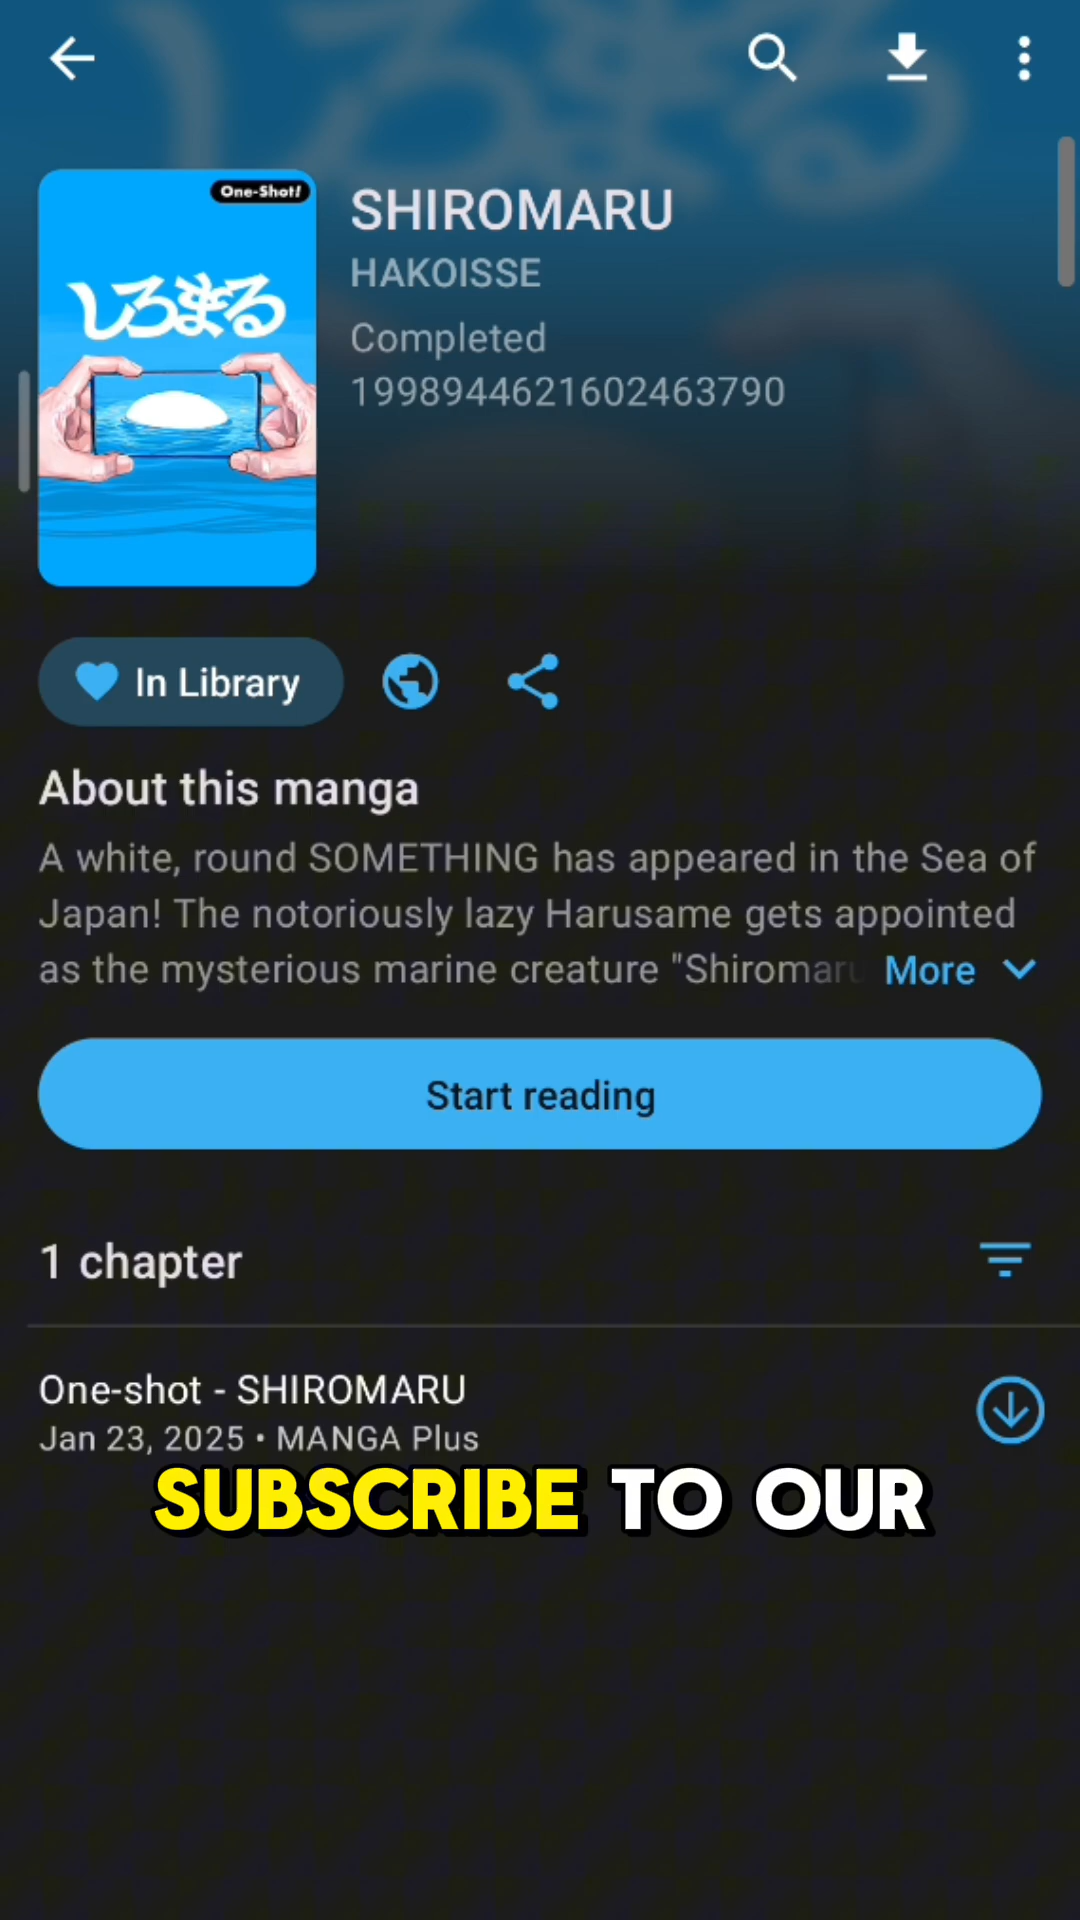 One-Shot!
しろまる
SHIROMARU
HAKOISSE
Completed
1998944621602463790
In Library
About this manga
A white, round SOMETHING has appeared in the Sea of
Japan! The notoriously lazy Harusame gets appointed
as the mysterious marine creature "Shiromaru More
Start reading
1 chapter
One-shot - SHIROMARU
Jan 23, 2025 • MANGA Plus
SUBSCRIBE TO OUR